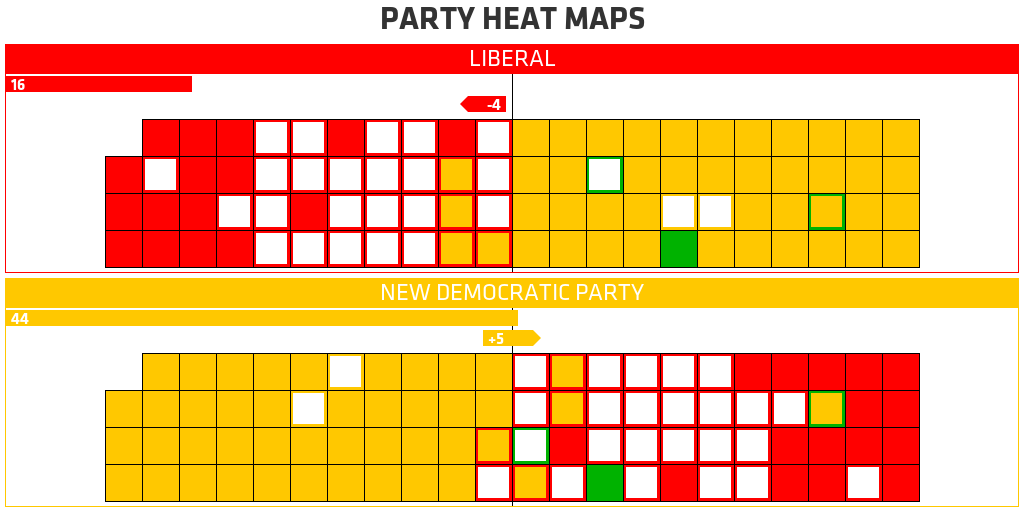 PARTY HEAT MAPS
LIBERAL
16
-4
NEW DEMOCRATIC PARTY
44
+5